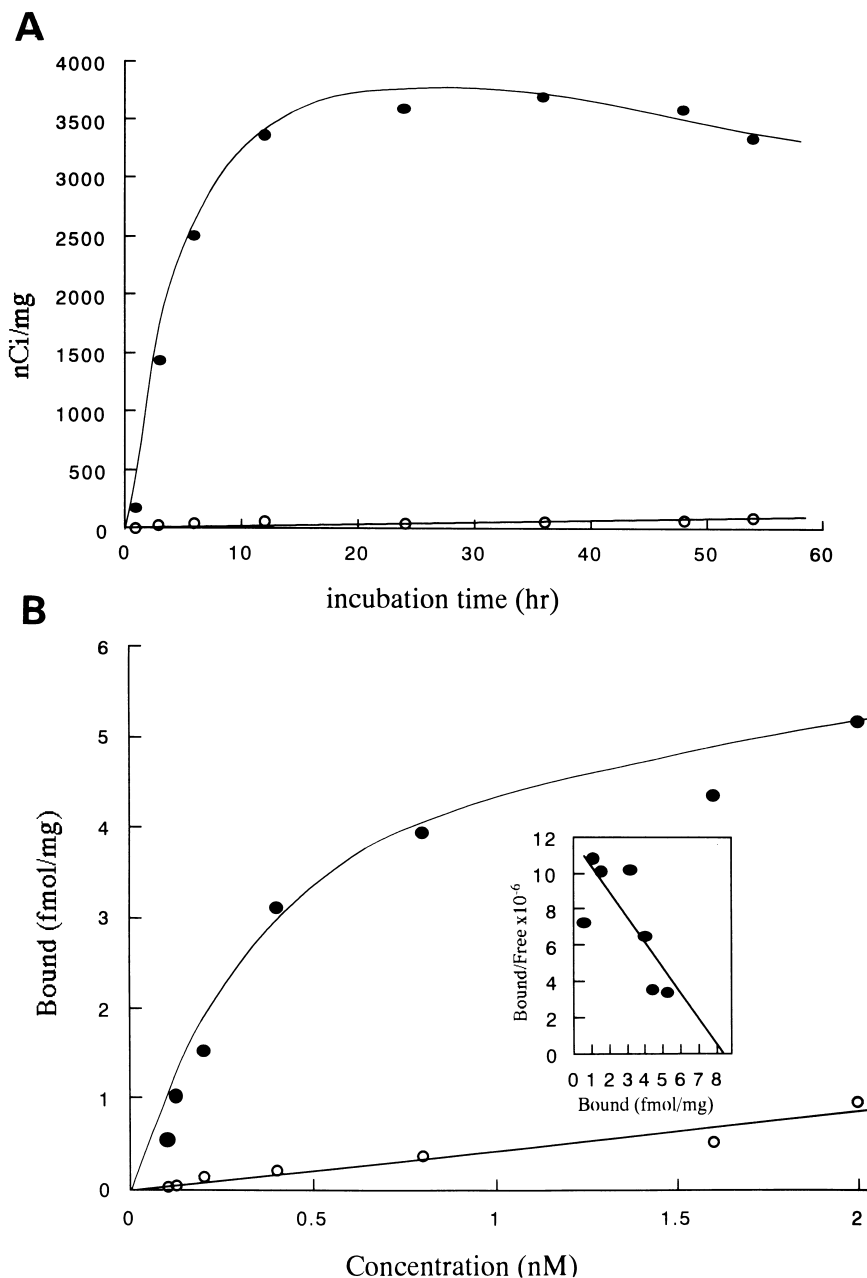 A
4000
3500
3000
2500
2000
1500
1000
500
0
nCi/mg
0 10 20 30 40 50 60
incubation time (hr)
B
6
5
4
3
2
1
0
Bound (fmol/mg)
12
10
8
6
4
2
0
Bound/Free x10-6
0 1 2 3 4 5 6 7 8
Bound (fmol/mg)
0 0.5 1 1.5 2
Concentration (nM)